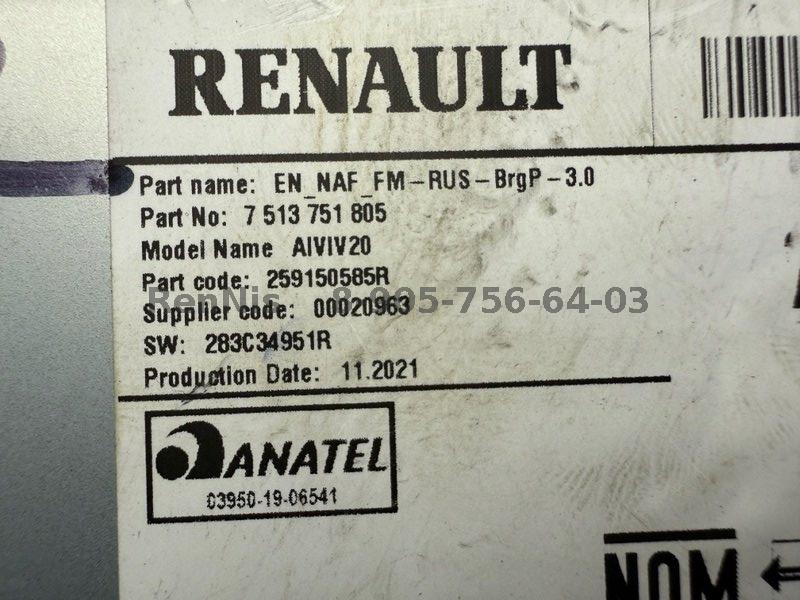 RENAULT
Part name: EN_NAF_FM-RUS-BrgP-3.0
Part No: 7 513 751 805
Model Name AIVIV20
Part code: 259150585R
RenNis 8-905-756-64-03
Supplier code: 00020963
SW: 283C34951R
Production Date: 11.2021
ANATEL
03950-19-06541
NOM